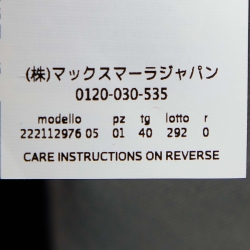 (株)マックスマーラジャパン
0120-030-535
modello pz tg lotto r
222112976 05 01 40 292 0
CARE INSTRUCTIONS ON REVERSE